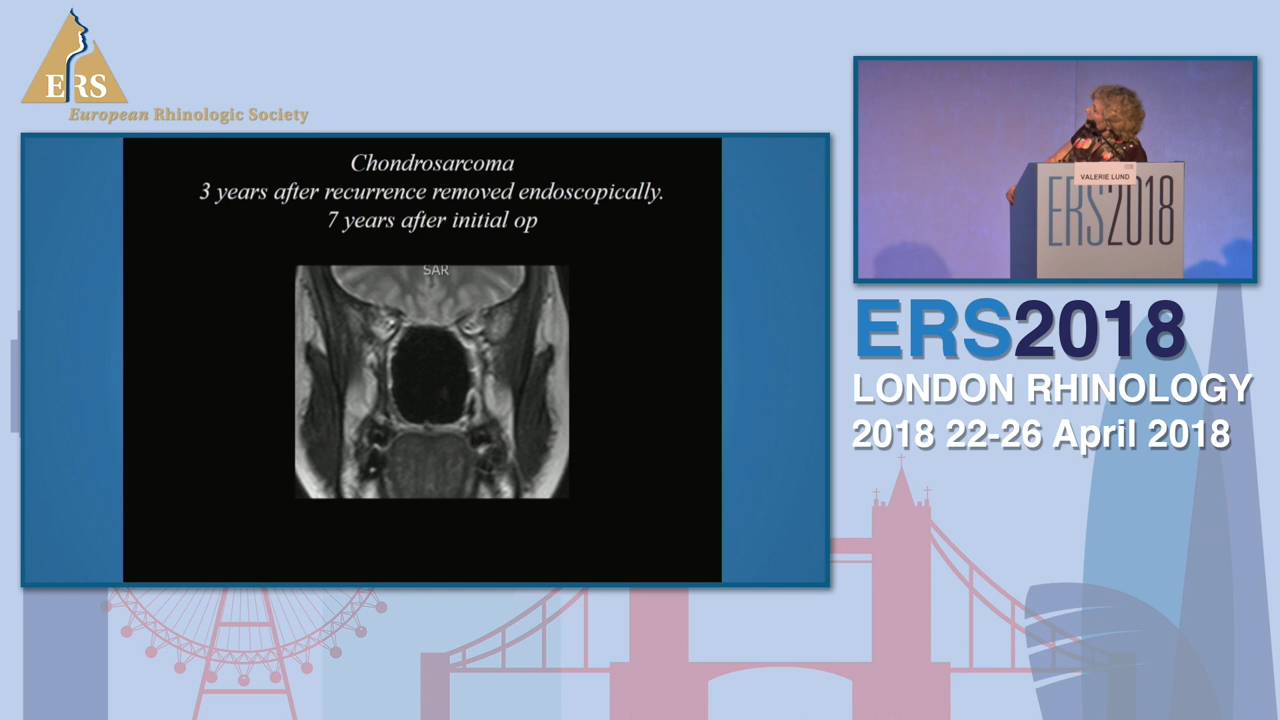 ERS
European Rhinologic Society
Chondrosarcoma
3 years after recurrence removed endoscopically.
7 years after initial op
SAR
VALERIE LUND
ERS2018
ERS2018
LONDON RHINOLOGY
2018 22-26 April 2018